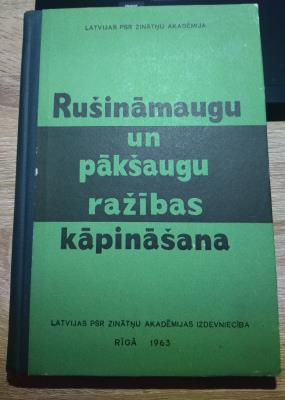 LATVIJAS PSR ZINĀTŅU AKADĒMIJA
Rušināmaugu
un
pākšaugu
ražības
kāpināšana
LATVIJAS PSR ZINĀTŅU AKADĒMIJAS IZDEVNIECĪBA
RĪGĀ 1963